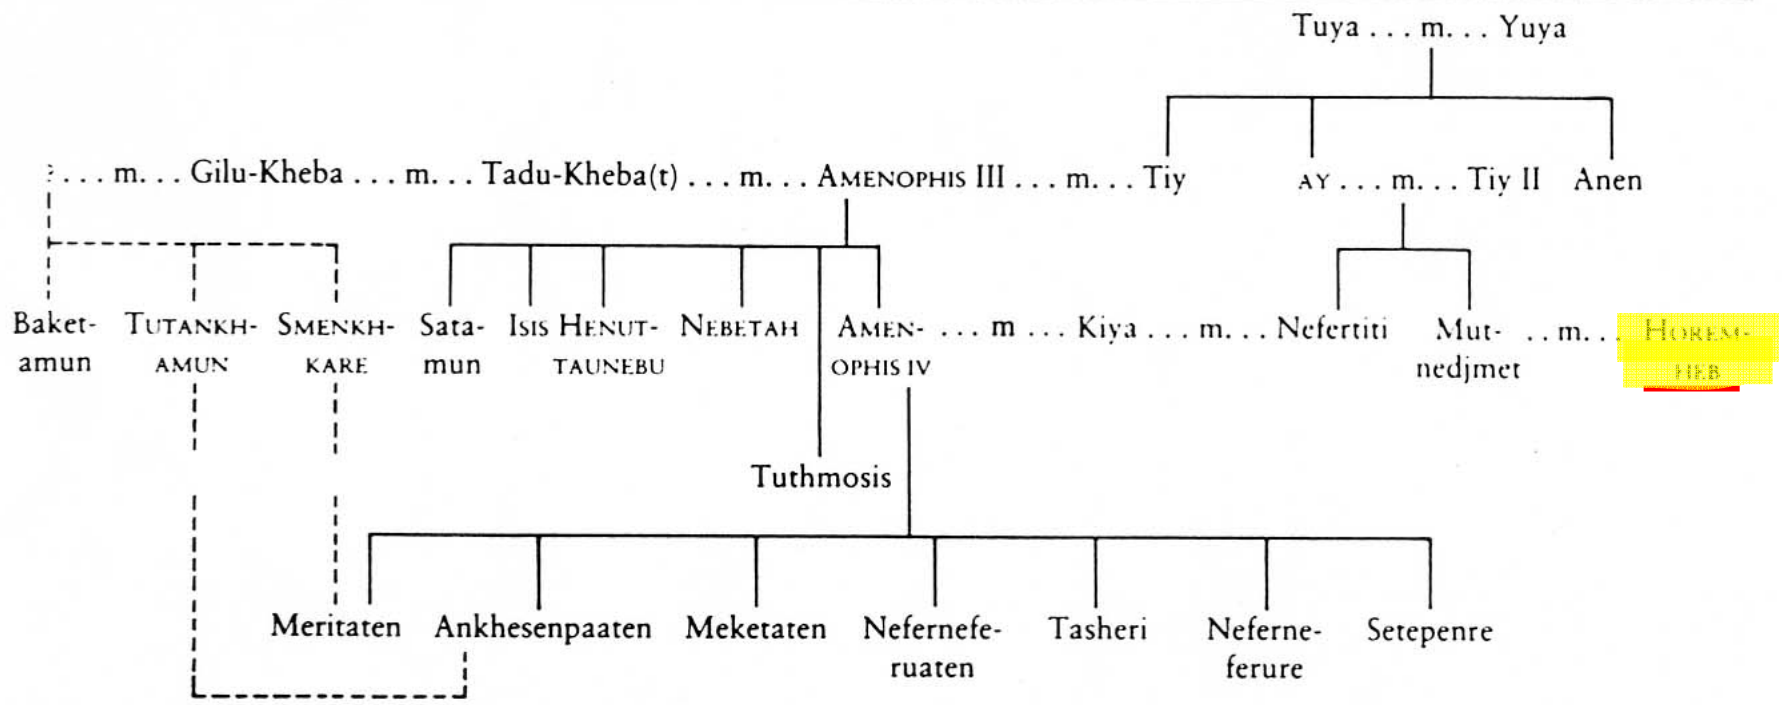 Tuya . . . m. . . Yuya
? . . . m. . . Gilu-Kheba . . . m. . . Tadu-Kheba(t) . . . m. . . AMENOPHIS III . . . m. . . Tiy AY . . . m. . . Tiy II Anen
Baket- TUTANKH- SMENKH- Sata- ISIS HENUT- NEBETAH AMEN- . . . m . . . Kiya . . . m. . . Nefertiti Mut- . . m. . . HOREM-
amun AMUN KARE mun TAUNEBU OPHIS IV nedjmet HEB
Tuthmosis
Meritaten Ankhesenpaaten Meketaten Nefernefe- Tasheri Neferne- Setepenre
ruaten ferure